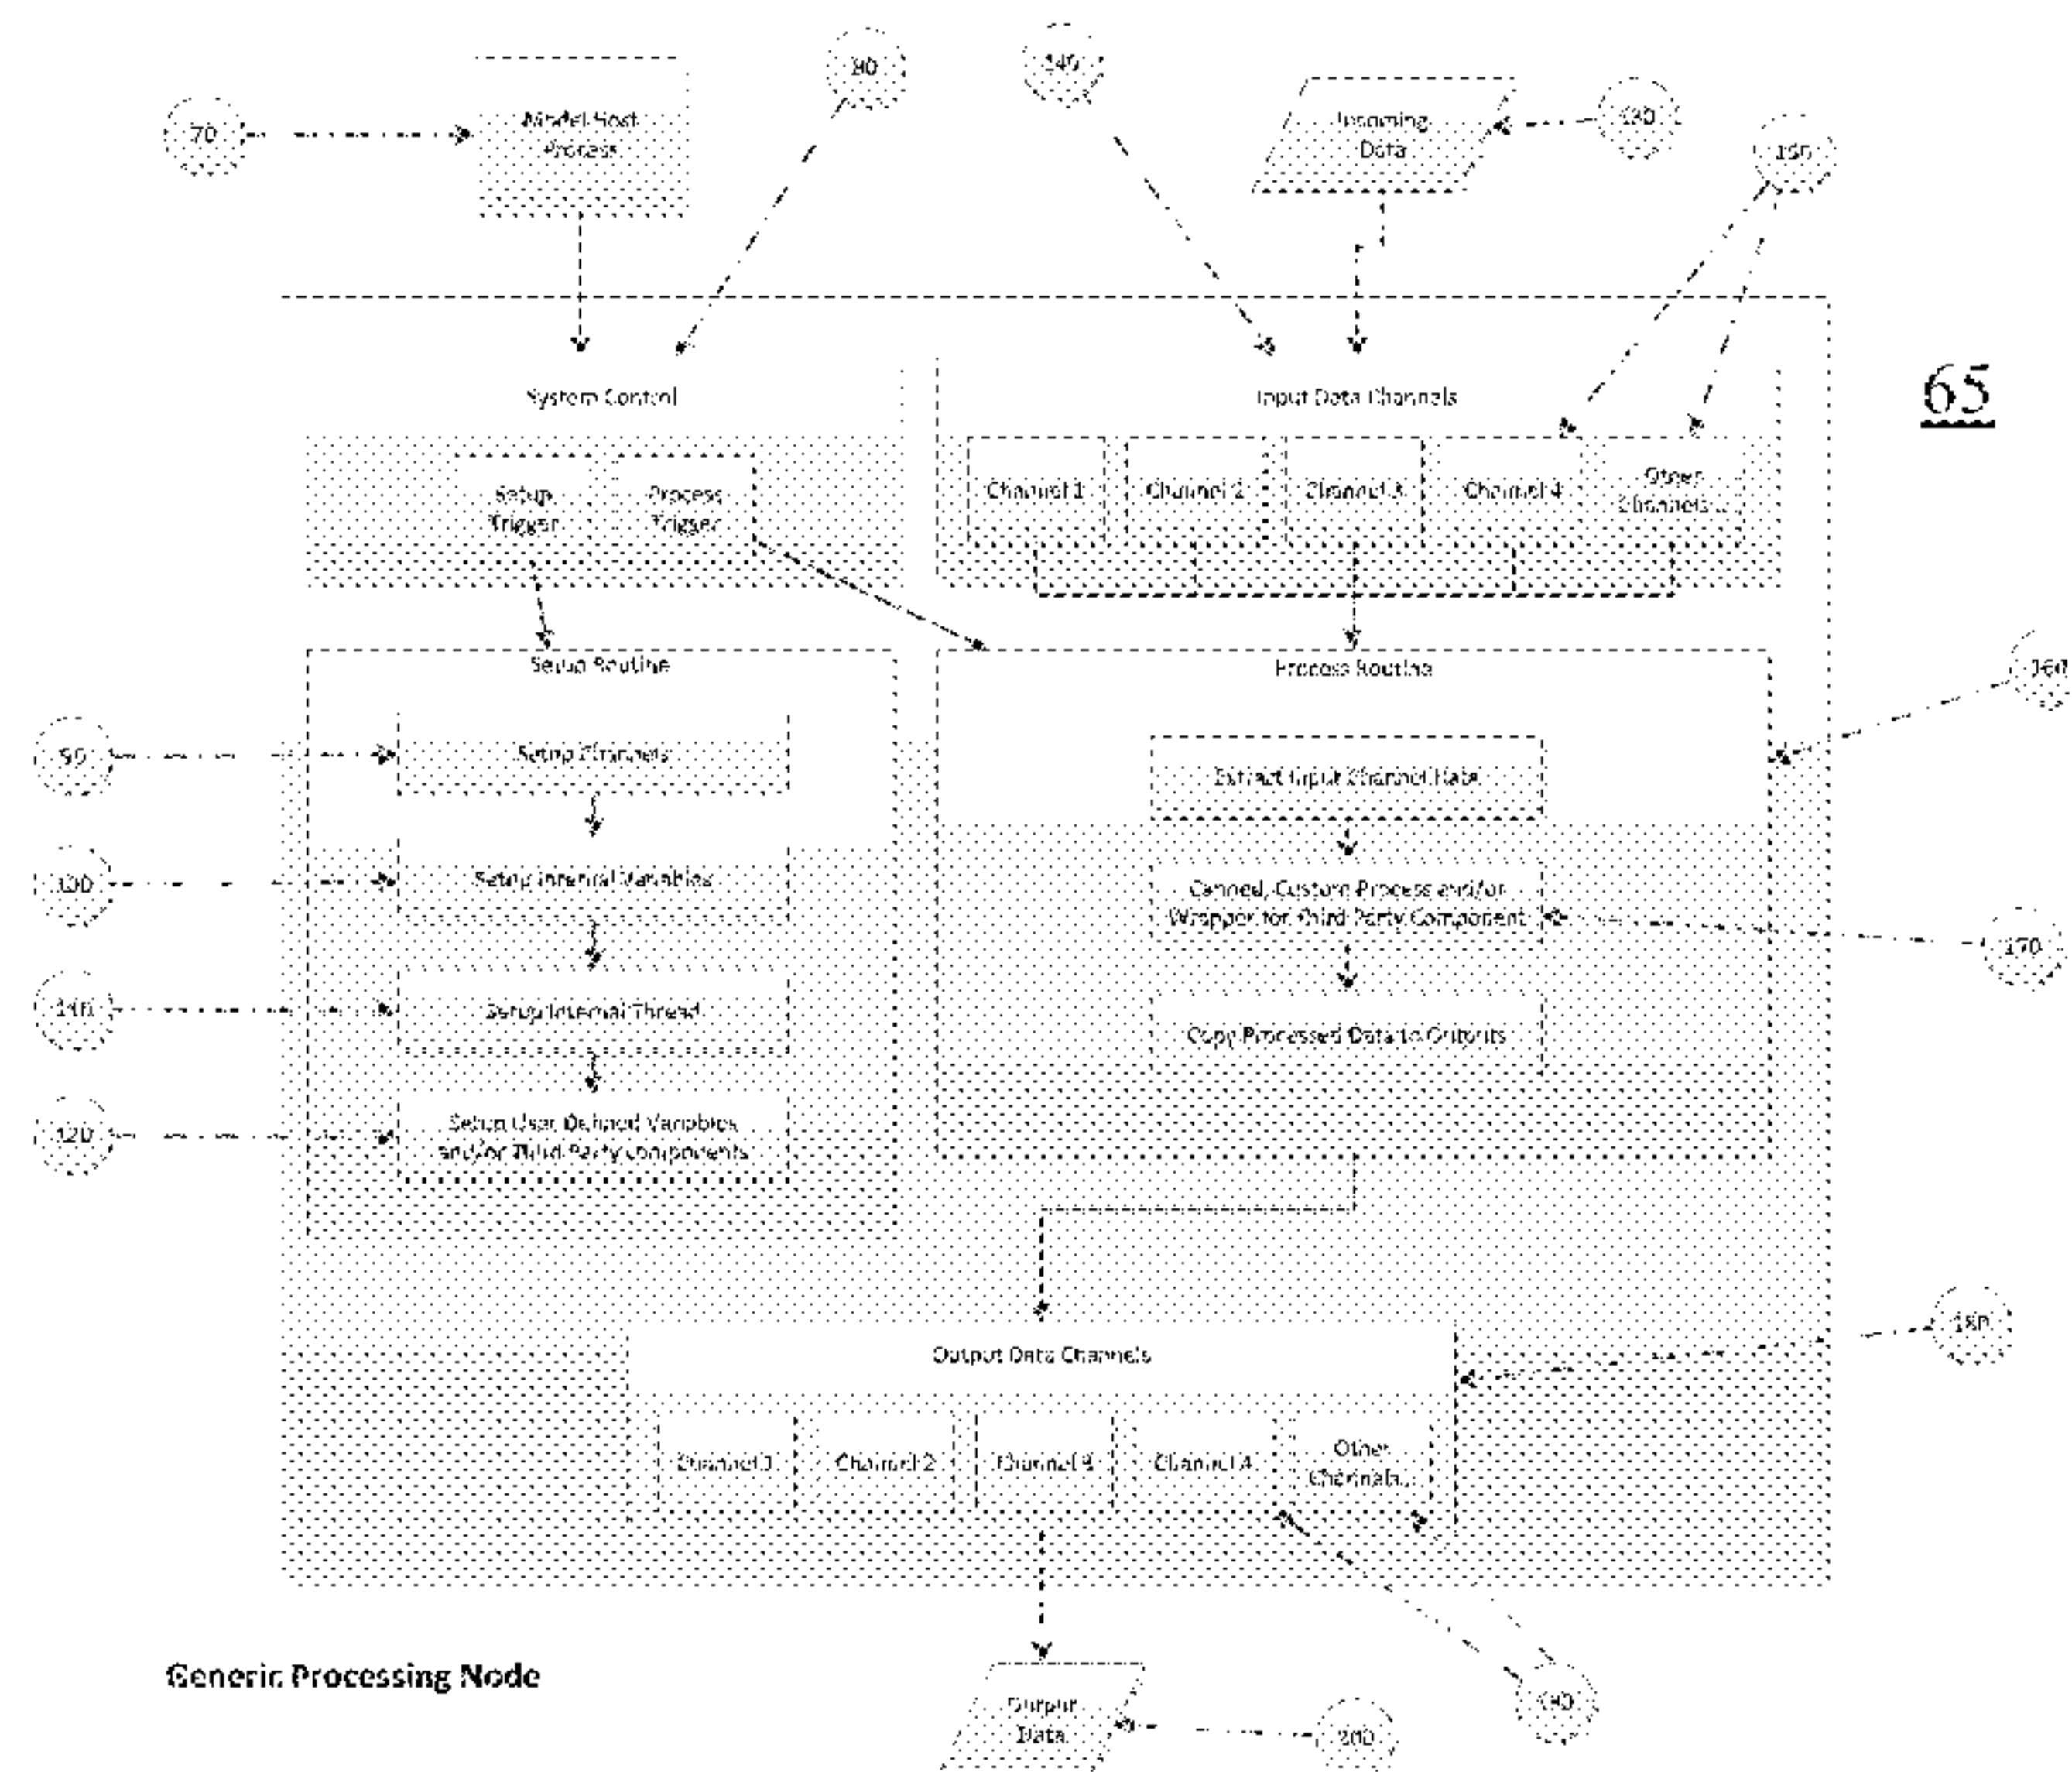 80
140
70
Model Host
Process
Incoming
Data
130
150
65
System Control
Input Data Channels
Setup
Trigger
Process
Trigger
Channel 1
Channel 2
Channel 3
Channel 4
Other
Channels...
Setup Routine
Process Routine
160
90
Setup Channels
Extract Input Channel Data
100
Setup Internal Variables
Canned, Custom Process and/or
Wrapper for Third Party Component
170
110
Setup Internal Thread
Copy Processed Data to Outputs
120
Setup User Defined Variables
and/or Third Party components
180
Output Data Channels
Channel 1
Channel 2
Channel 3
Channel 4
Other
Channels...
Generic Processing Node
Output
Data
200
190